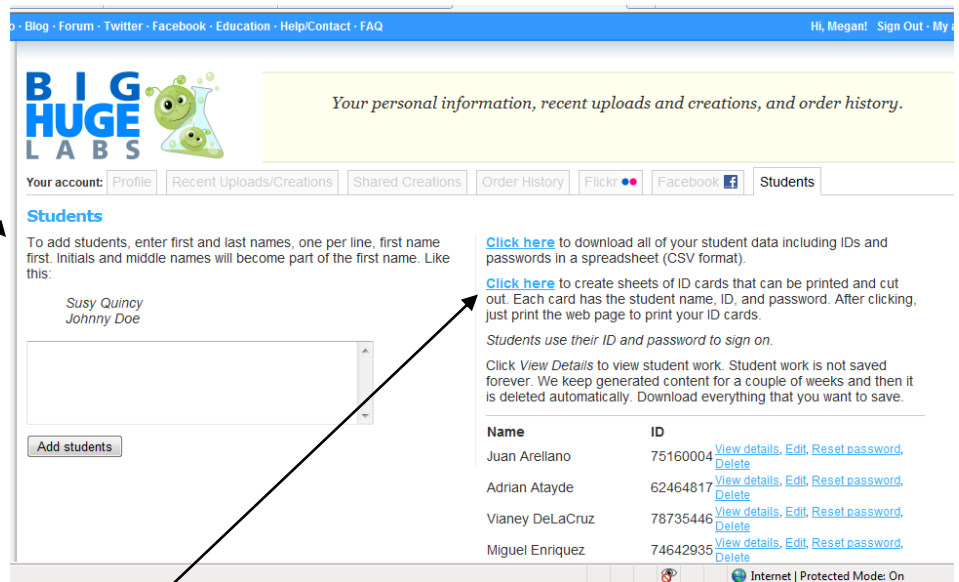 · Blog · Forum · Twitter · Facebook · Education · Help/Contact · FAQ
Hi, Megan! Sign Out · My
BIG
HUGE
LABS
Your personal information, recent uploads and creations, and order history.
Your account: Profile Recent Uploads/Creations Shared Creations Order History Flickr Facebook Students
Students
To add students, enter first and last names, one per line, first name
first. Initials and middle names will become part of the first name. Like
this:
Susy Quincy
Johnny Doe
Add students
Click here to download all of your student data including IDs and
passwords in a spreadsheet (CSV format).
Click here to create sheets of ID cards that can be printed and cut
out. Each card has the student name, ID, and password. After clicking,
just print the web page to print your ID cards.
Students use their ID and password to sign on.
Click View Details to view student work. Student work is not saved
forever. We keep generated content for a couple of weeks and then it
is deleted automatically. Download everything that you want to save.
Name ID
Juan Arellano 75160004 View details, Edit, Reset password,
Delete
Adrian Atayde 62464817 View details, Edit, Reset password,
Delete
Vianey DeLaCruz 78735446 View details, Edit, Reset password,
Delete
Miguel Enriquez 74642935 View details, Edit, Reset password,
Delete
Internet | Protected Mode: On